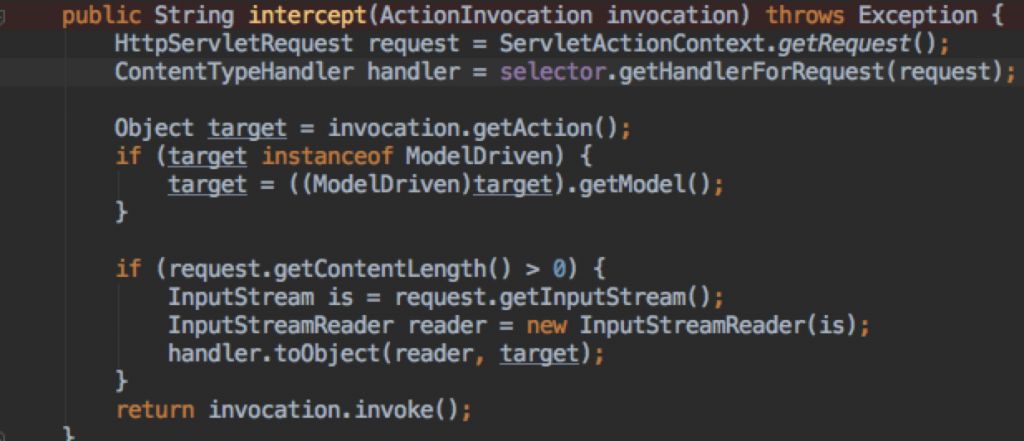 public String intercept(ActionInvocation invocation) throws Exception {
HttpServletRequest request = ServletActionContext.getRequest();
ContentTypeHandler handler = selector.getHandlerForRequest(request);
Object target = invocation.getAction();
if (target instanceof ModelDriven) {
target = ((ModelDriven)target).getModel();
}
if (request.getContentLength() > 0) {
InputStream is = request.getInputStream();
InputStreamReader reader = new InputStreamReader(is);
handler.toObject(reader, target);
}
return invocation.invoke();
}